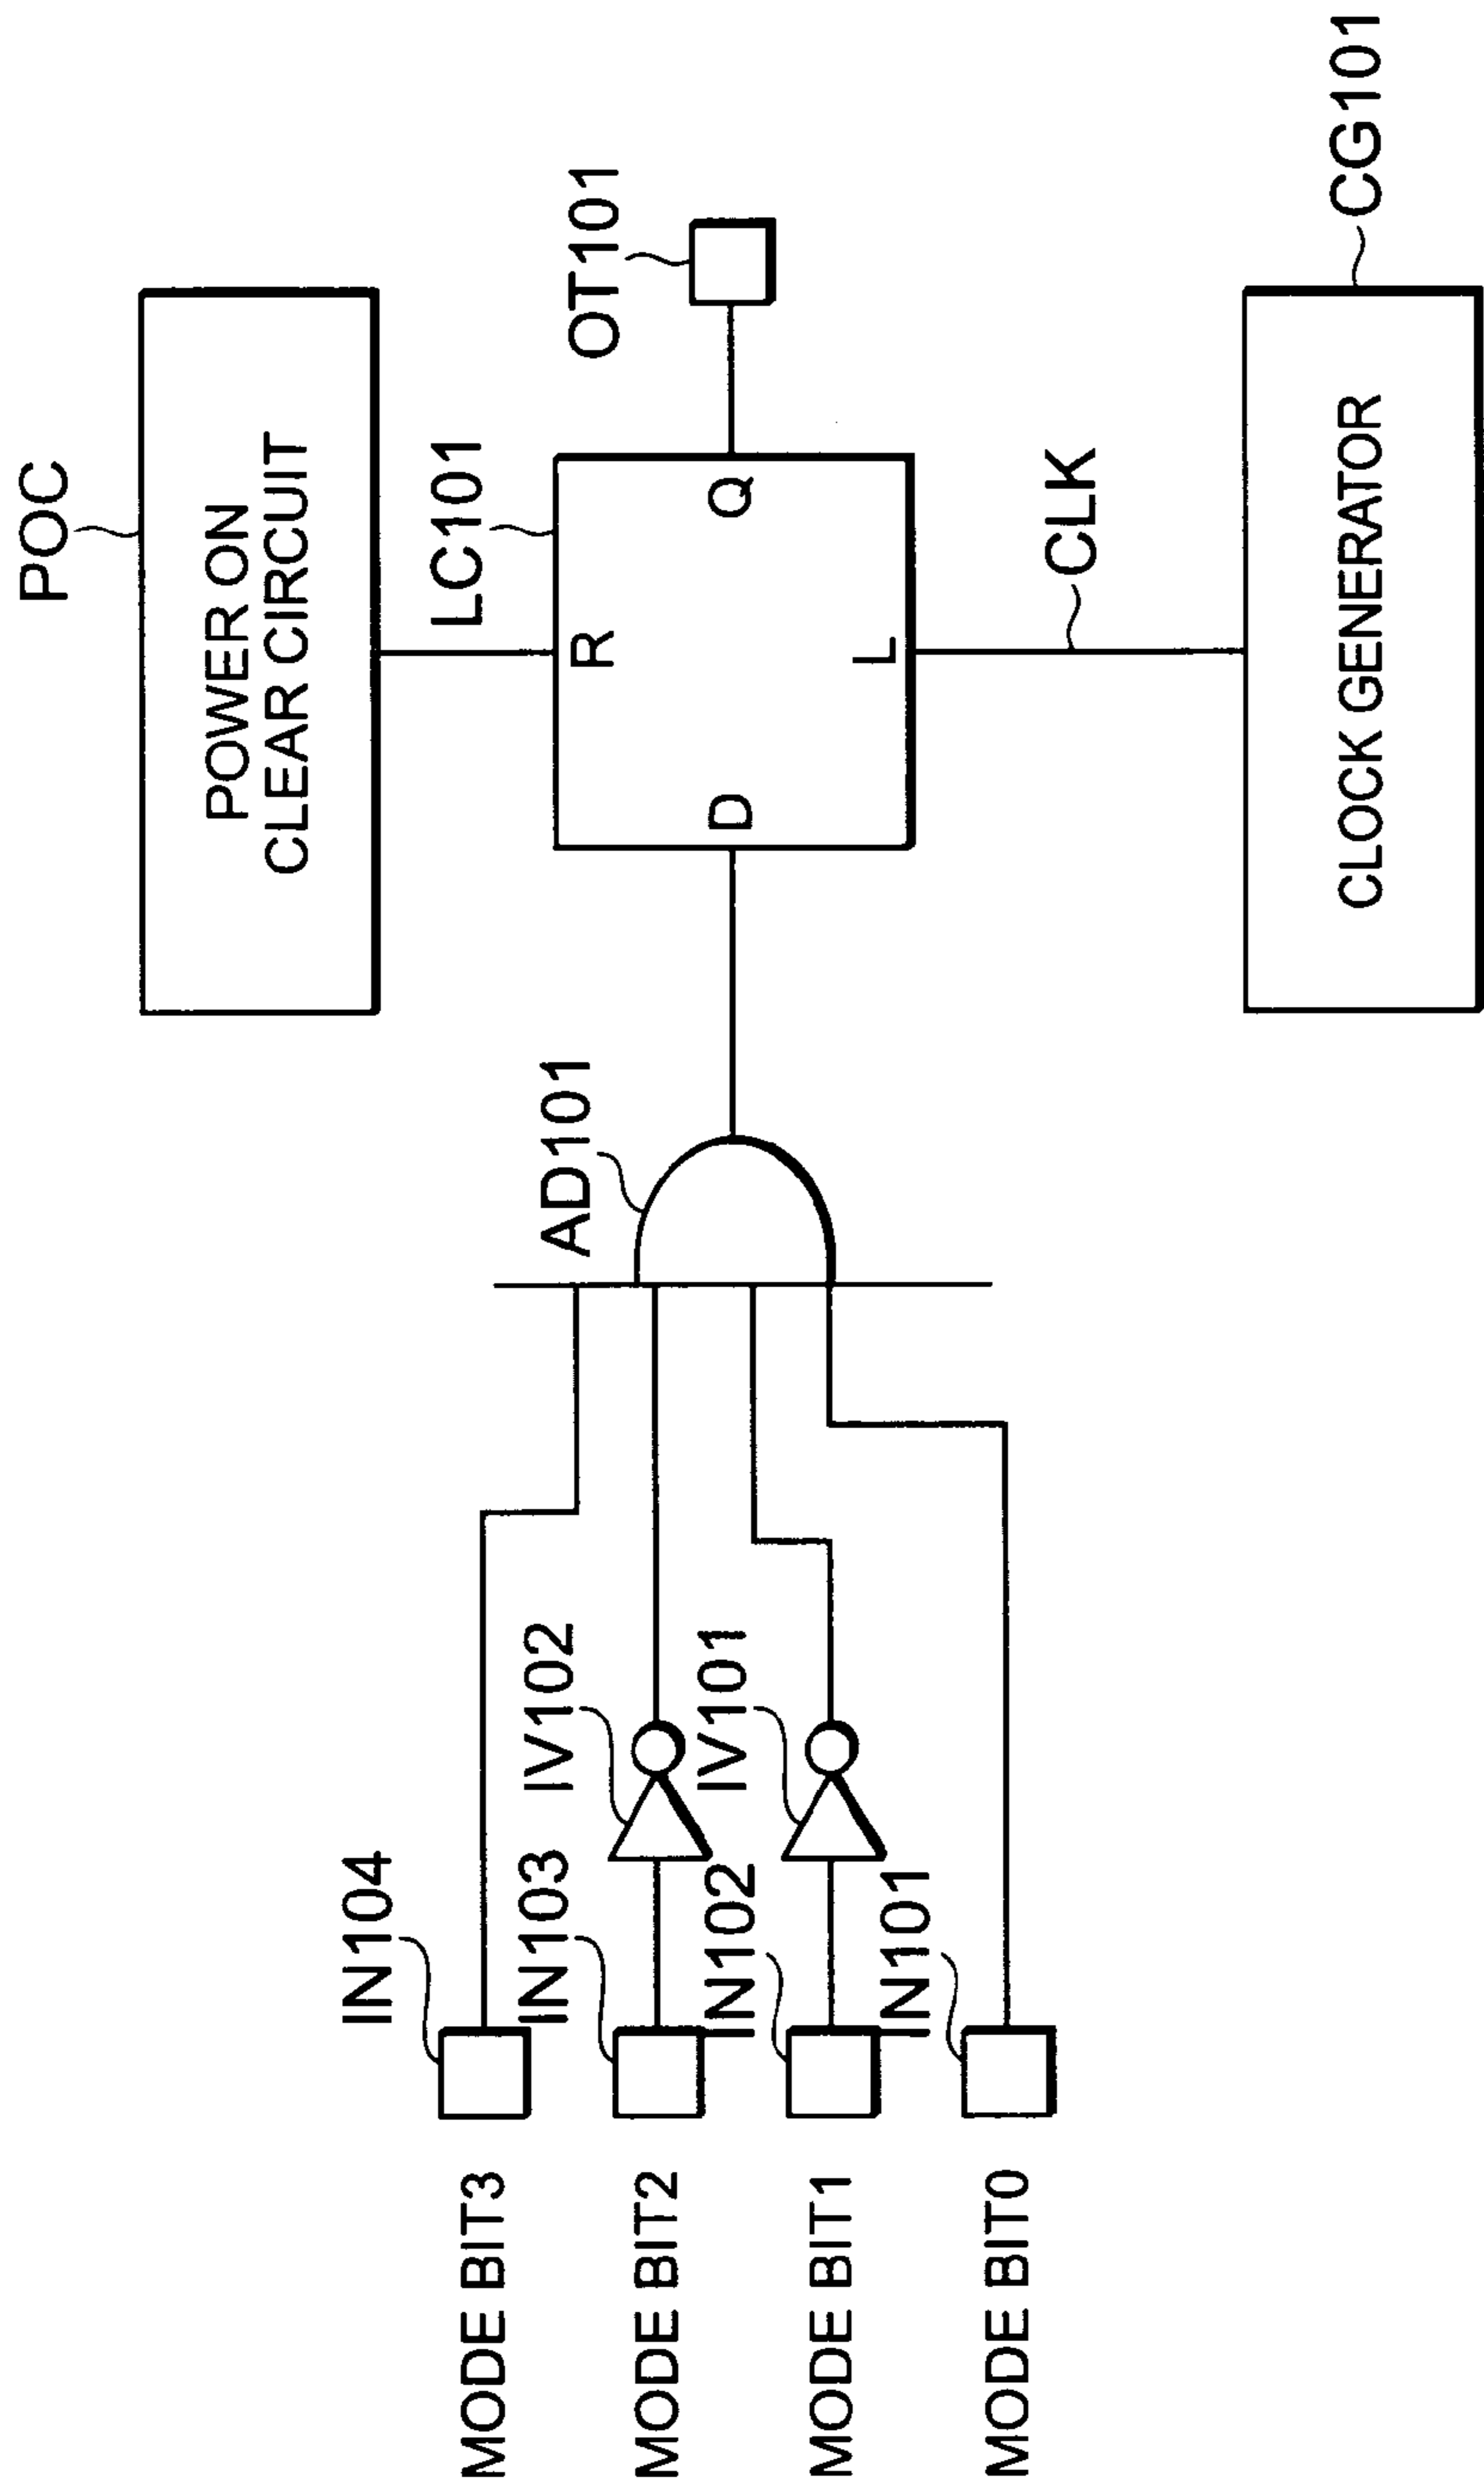 POC
POWER ON
CLEAR CIRCUIT
LC101
OT101
R
D
Q
L
CLK
CLOCK GENERATOR
CG101
AD101
IN104
IV102
IN103
IV101
IN102
IN101
MODE BIT3
MODE BIT2
MODE BIT1
MODE BIT0